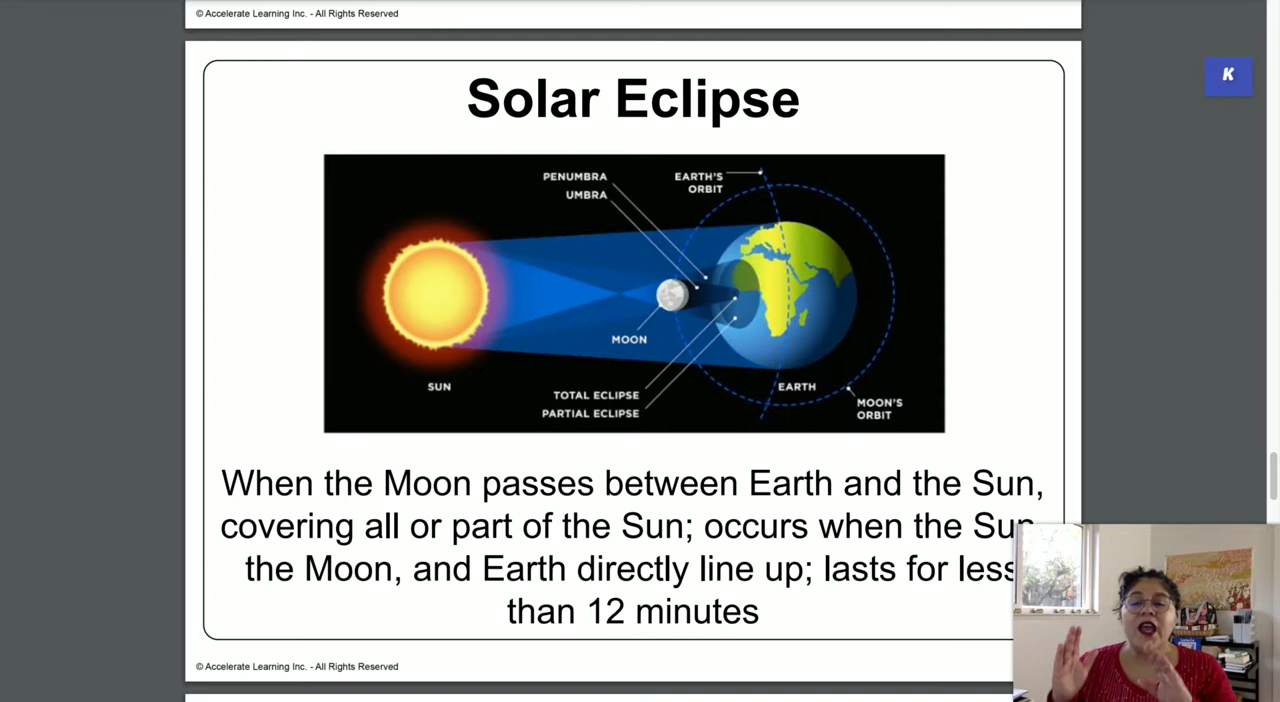 © Accelerate Learning Inc. - All Rights Reserved
K
Solar Eclipse
PENUMBRA
UMBRA
EARTH'S
ORBIT
MOON
SUN
TOTAL ECLIPSE
PARTIAL ECLIPSE
EARTH
MOON'S
ORBIT
When the Moon passes between Earth and the Sun,
covering all or part of the Sun; occurs when the Sun
the Moon, and Earth directly line up; lasts for less
than 12 minutes
© Accelerate Learning Inc. - All Rights Reserved